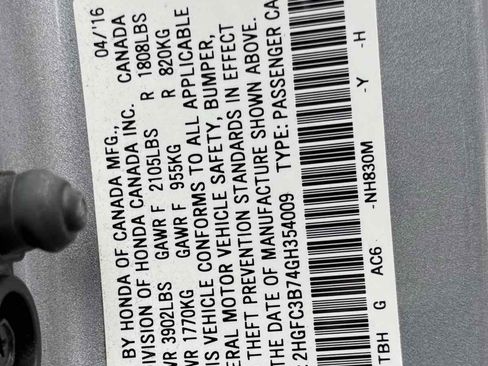 BY HONDA OF CANADA MFG., 04/'16
DIVISION OF HONDA CANADA INC. CANADA
WR 3902LBS GAWR F 2105LBS R 1808LBS
WR 1770KG GAWR F 955KG R 820KG
IS VEHICLE CONFORMS TO ALL APPLICABLE
ERAL MOTOR VEHICLE SAFETY, BUMPER,
THEFT PREVENTION STANDARDS IN EFFECT
THE DATE OF MANUFACTURE SHOWN ABOVE.
: 2HGFC3B74GH354009 TYPE: PASSENGER CA
TBH G AC6 -NH830M -Y -H